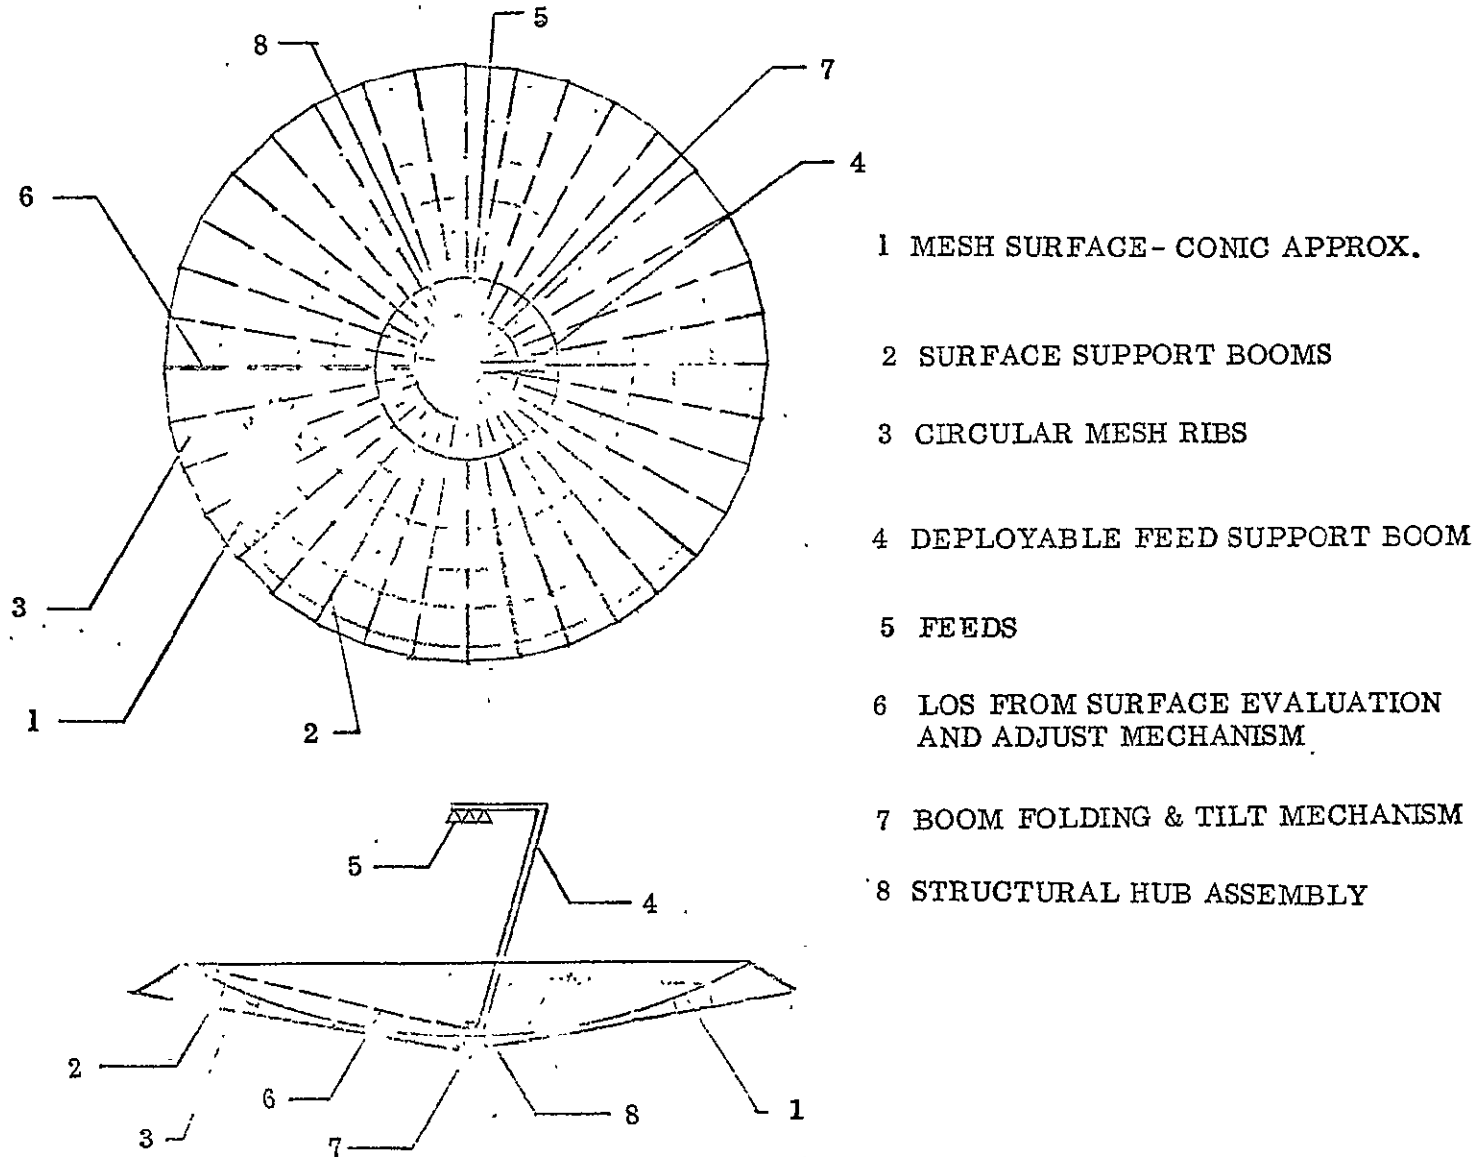 5
8
7
4
6
1 MESH SURFACE- CONIC APPROX.
2 SURFACE SUPPORT BOOMS
3 CIRCULAR MESH RIBS
4 DEPLOYABLE FEED SUPPORT BOOM
3
5 FEEDS
6 LOS FROM SURFACE EVALUATION
AND ADJUST MECHANISM
1
2
7 BOOM FOLDING & TILT MECHANISM
5
8 STRUCTURAL HUB ASSEMBLY
4
2
6
8
1
3
7